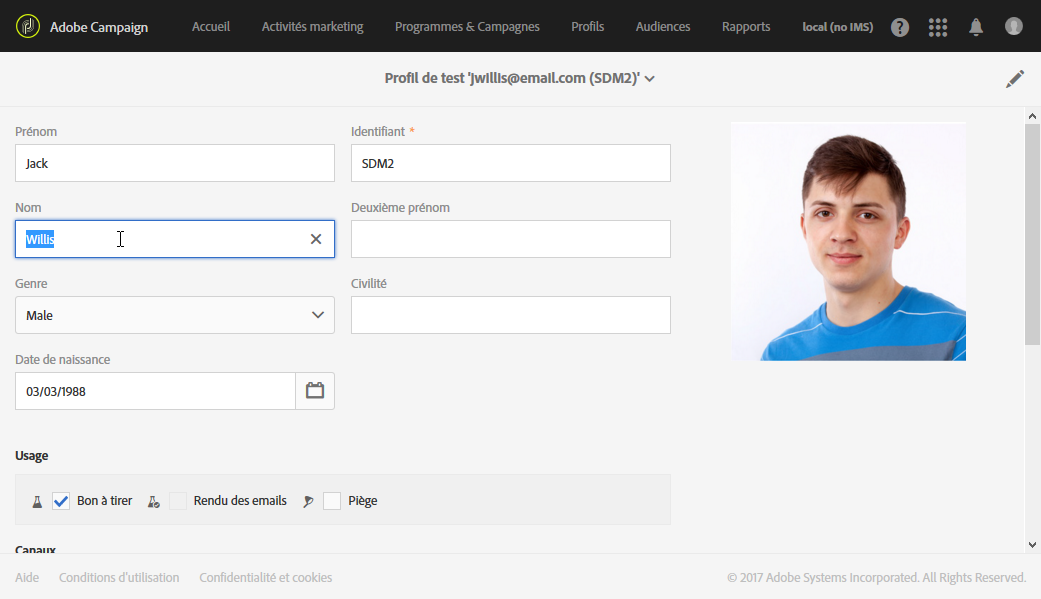 Adobe Campaign Accueil Activités marketing Programmes & Campagnes Profils Audiences Rapports local (no IMS) ?
Profil de test 'jwillis@email.com (SDM2)'
Prénom Identifiant *
Jack SDM2
Nom Deuxième prénom
Willis
Genre Civilité
Male
Date de naissance
03/03/1988
Usage
Bon à tirer Rendu des emails Piège
Canaux
Aide Conditions d'utilisation Confidentialité et cookies © 2017 Adobe Systems Incorporated. All Rights Reserved.